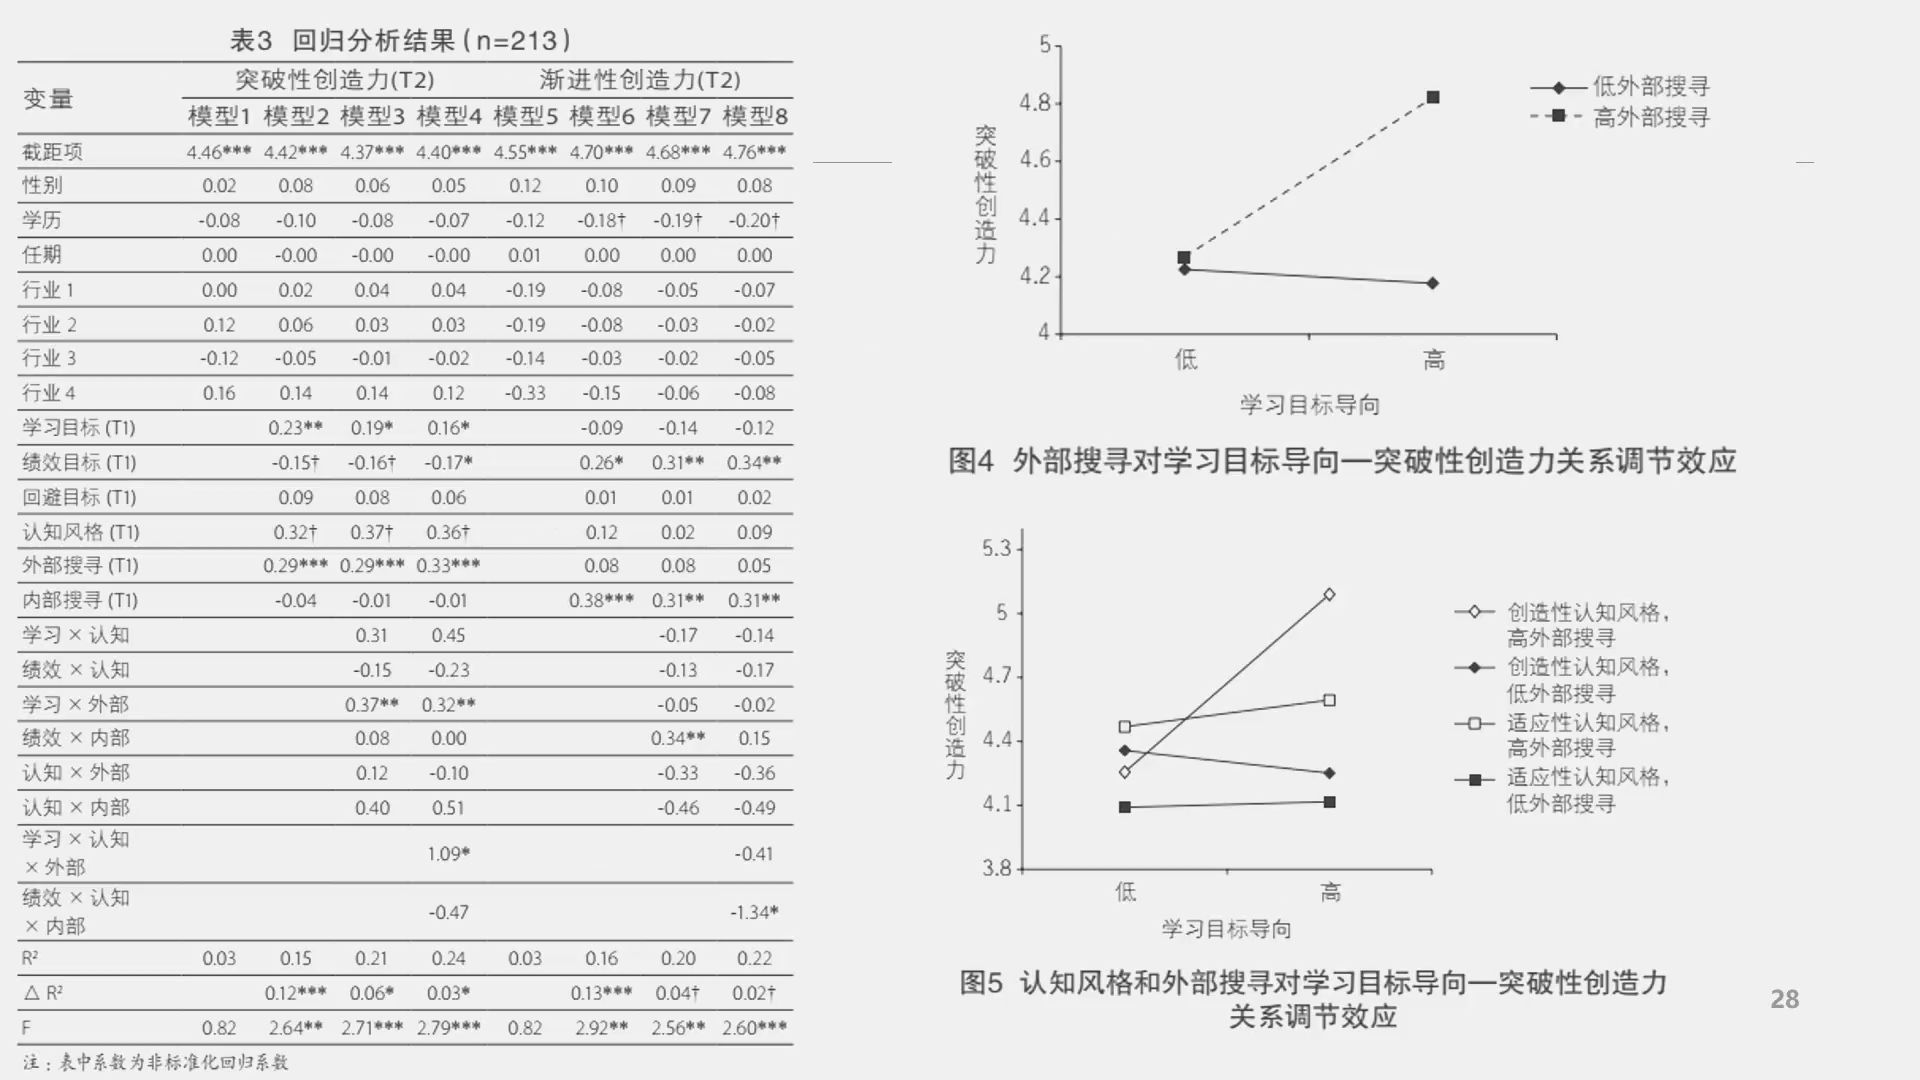 表3 回归分析结果(n=213)
变量 突破性创造力(T2) 渐进性创造力(T2)
模型1 模型2 模型3 模型4 模型5 模型6 模型7 模型8
截距项 4.46*** 4.42*** 4.37*** 4.40*** 4.55*** 4.70*** 4.68*** 4.76***
性别 0.02 0.08 0.06 0.05 0.12 0.10 0.09 0.08
学历 -0.08 -0.10 -0.08 -0.07 -0.12 -0.18† -0.19† -0.20†
任期 0.00 -0.00 -0.00 -0.00 0.01 0.00 0.00 0.00
行业 1 0.00 0.02 0.04 0.04 -0.19 -0.08 -0.05 -0.07
行业 2 0.12 0.06 0.03 0.03 -0.19 -0.08 -0.03 -0.02
行业 3 -0.12 -0.05 -0.01 -0.02 -0.14 -0.03 -0.02 -0.05
行业 4 0.16 0.14 0.14 0.12 -0.33 -0.15 -0.06 -0.08
学习目标 (T1) 0.23** 0.19* 0.16* -0.09 -0.14 -0.12
绩效目标 (T1) -0.15† -0.16† -0.17* 0.26* 0.31** 0.34**
回避目标 (T1) 0.09 0.08 0.06 0.01 0.01 0.02
认知风格 (T1) 0.32† 0.37† 0.36† 0.12 0.02 0.09
外部搜寻 (T1) 0.29*** 0.29*** 0.33*** 0.08 0.08 0.05
内部搜寻 (T1) -0.04 -0.01 -0.01 0.38*** 0.31** 0.31**
学习 × 认知 0.31 0.45 -0.17 -0.14
绩效 × 认知 -0.15 -0.23 -0.13 -0.17
学习 × 外部 0.37** 0.32** -0.05 -0.02
绩效 × 内部 0.08 0.00 0.34** 0.15
认知 × 外部 0.12 -0.10 -0.33 -0.36
认知 × 内部 0.40 0.51 -0.46 -0.49
学习 × 认知
× 外部 1.09* -0.41
绩效 × 认知
× 内部 -0.47 -1.34*
R² 0.03 0.15 0.21 0.24 0.03 0.16 0.20 0.22
△ R² 0.12*** 0.06* 0.03* 0.13*** 0.04† 0.02†
F 0.82 2.64** 2.71*** 2.79*** 0.82 2.92** 2.56** 2.60***
注：表中系数为非标准化回归系数
突破性创造力
5
4.8
4.6
4.4
4.2
4
低 高
学习目标导向
低外部搜寻
高外部搜寻
图4 外部搜寻对学习目标导向—突破性创造力关系调节效应
突破性创造力
5.3
5
4.7
4.4
4.1
3.8
低 高
学习目标导向
创造性认知风格，
高外部搜寻
创造性认知风格，
低外部搜寻
适应性认知风格，
高外部搜寻
适应性认知风格，
低外部搜寻
图5 认知风格和外部搜寻对学习目标导向—突破性创造力
关系调节效应
28